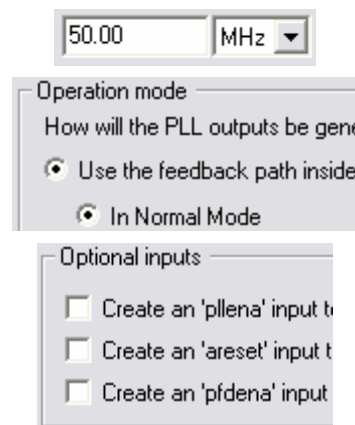 50.00 MHz
Operation mode
How will the PLL outputs be gene
Use the feedback path inside
In Normal Mode
Optional inputs
Create an 'pllena' input t
Create an 'areset' input t
Create an 'pfdena' input